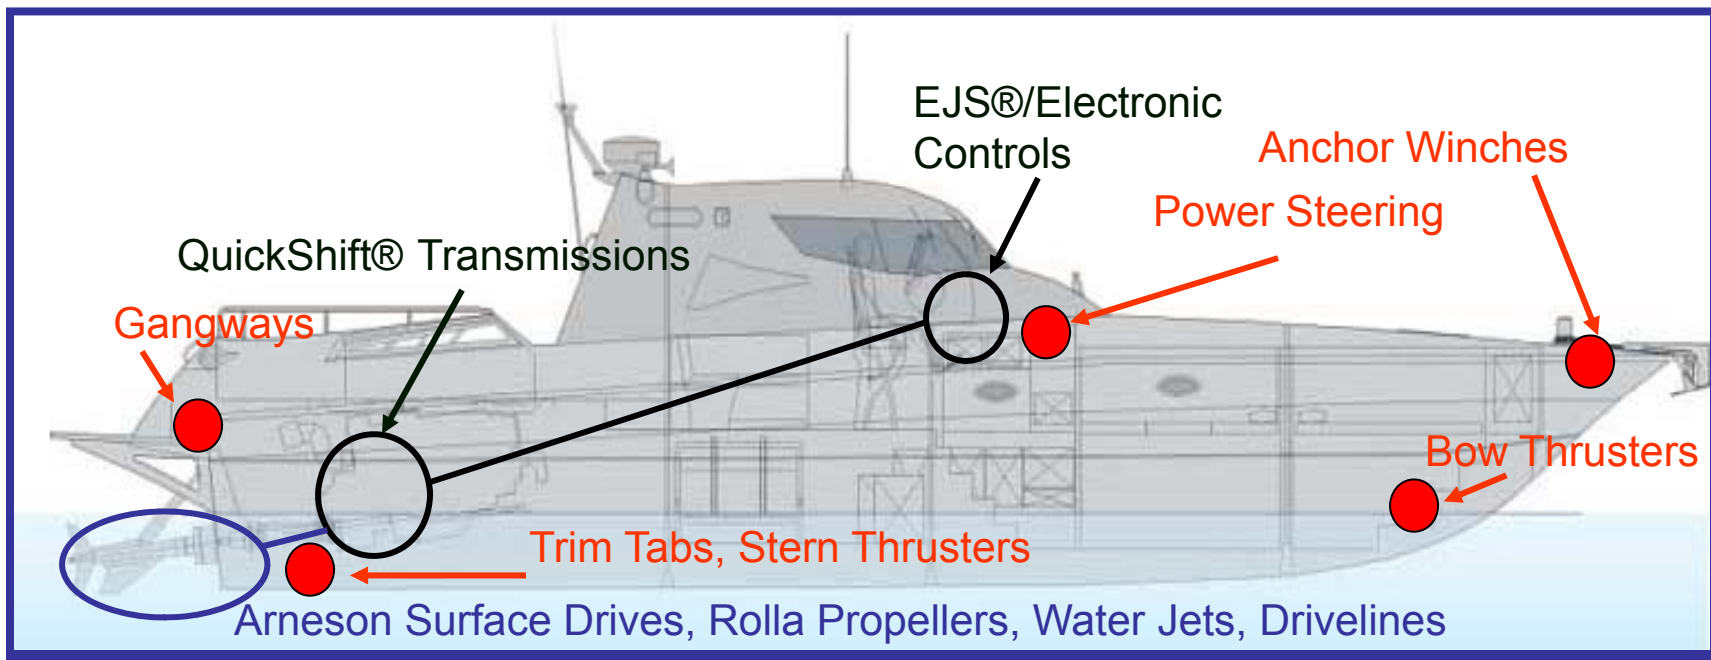 EJS®/Electronic
Controls
Anchor Winches
Power Steering
QuickShift® Transmissions
Gangways
Bow Thrusters
Trim Tabs, Stern Thrusters
Arneson Surface Drives, Rolla Propellers, Water Jets, Drivelines